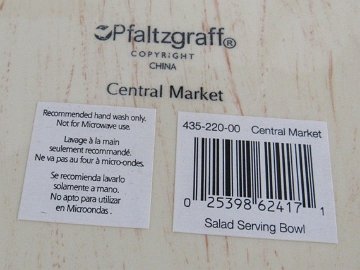 Pfaltzgraff®
COPYRIGHT
CHINA
Central Market
Recommended hand wash only.
Not for Microwave use.
Lavage à la main
seulement recommandé.
Ne va pas au four à micro-ondes.
Se recomienda lavarlo
solamente a mano.
No apto para utilizar
en Microondas.
435-220-00 Central Market
0 25398 62417 1
Salad Serving Bowl